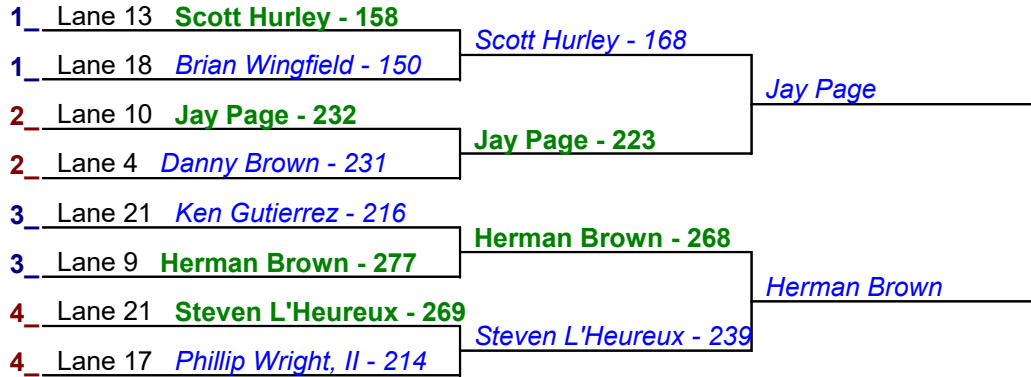 1_ Lane 13 Scott Hurley - 158
Scott Hurley - 168
1_ Lane 18 Brian Wingfield - 150
Jay Page
2_ Lane 10 Jay Page - 232
Jay Page - 223
2_ Lane 4 Danny Brown - 231
3_ Lane 21 Ken Gutierrez - 216
Herman Brown - 268
3_ Lane 9 Herman Brown - 277
Herman Brown
4_ Lane 21 Steven L'Heureux - 269
Steven L'Heureux - 239
4_ Lane 17 Phillip Wright, II - 214